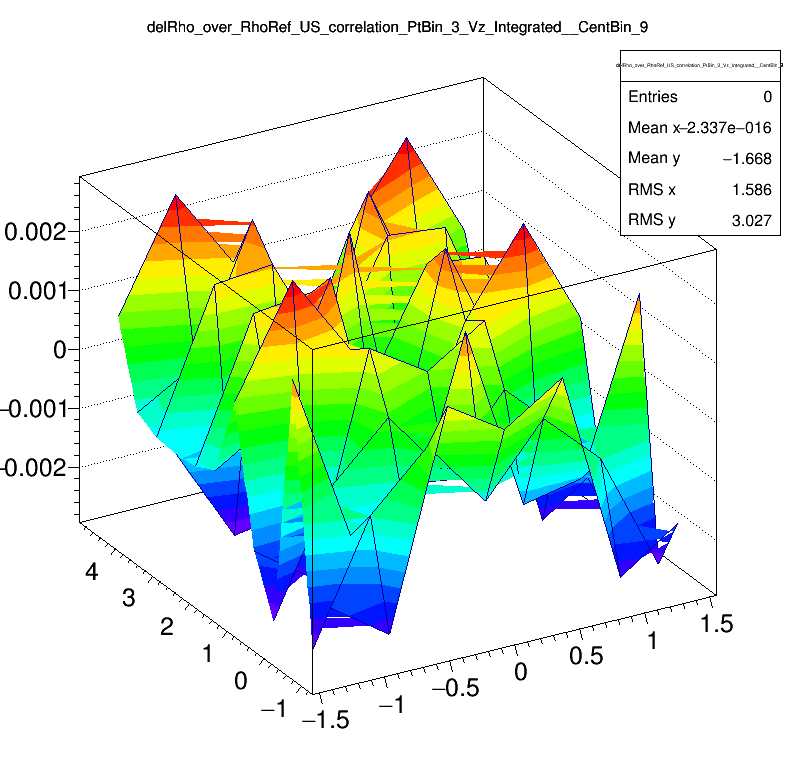 delRho_over_RhoRef_US_correlation_PtBin_3_Vz_Integrated__CentBin_9
delRho_over_RhoRef_US_correlation_PtBin_3_Vz_Integrated__CentBin_9
Entries 0
Mean x −2.337e−016
Mean y −1.668
RMS x 1.586
RMS y 3.027
0.002
0.001
0
−0.001
−0.002
4
3
2
1
0
−1
−1.5
−1
−0.5
0
0.5
1
1.5